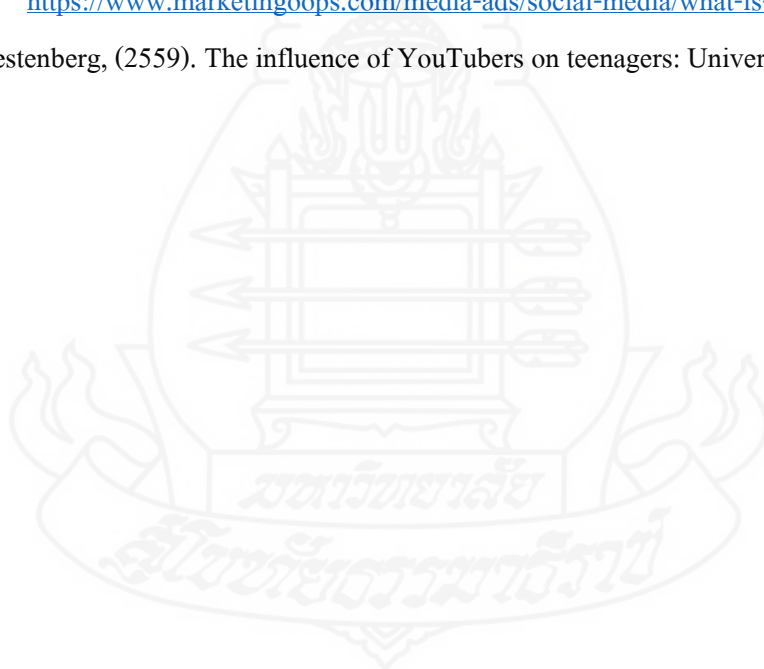 https://www.marketingoops.com/media-ads/social-media/what-is-
estenberg, (2559). The influence of YouTubers on teenagers: Univer
มหาวิทยาลัย
สุโขทัยธรรมาธิราช